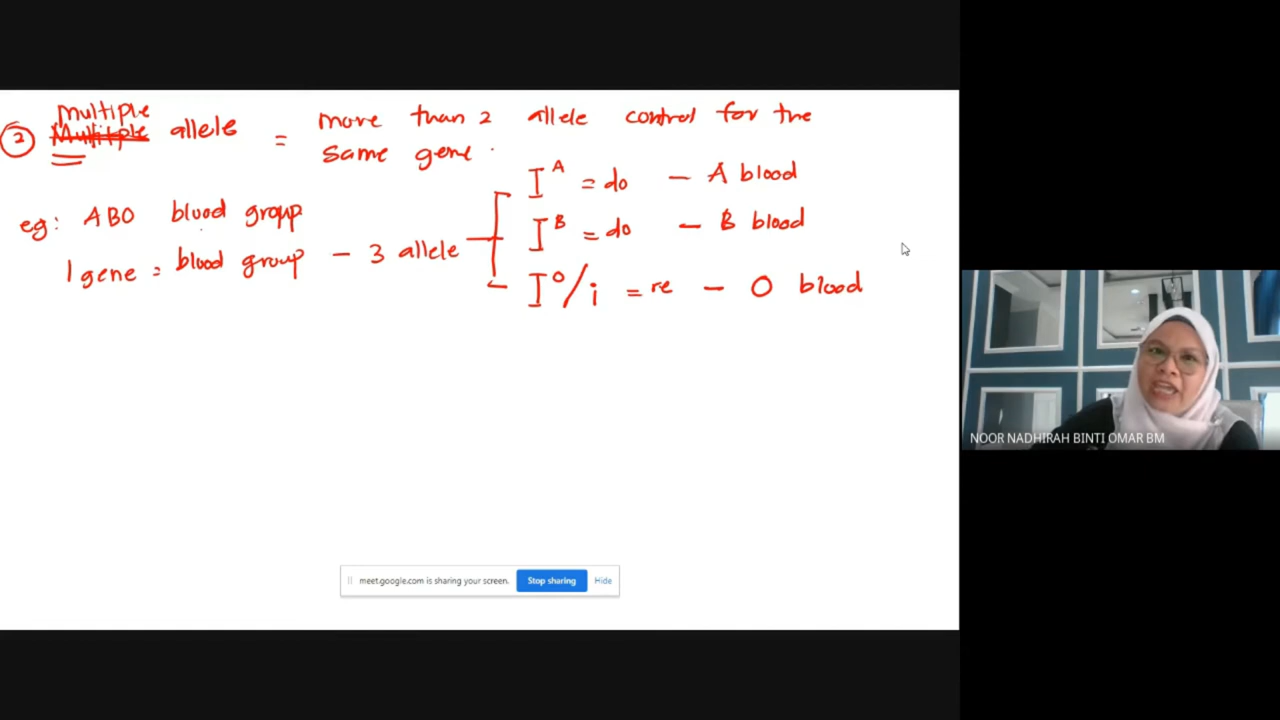 multiple
② Mulitple allele = more than 2 allele control for the
same gene.
I^A = do – A blood
eg: ABO blood group
I^B = do – B blood
1 gene = blood group – 3 allele
I^O/i = re – O blood
NOOR NADHIRAH BINTI OMAR BM
meet.google.com is sharing your screen. Stop sharing Hide